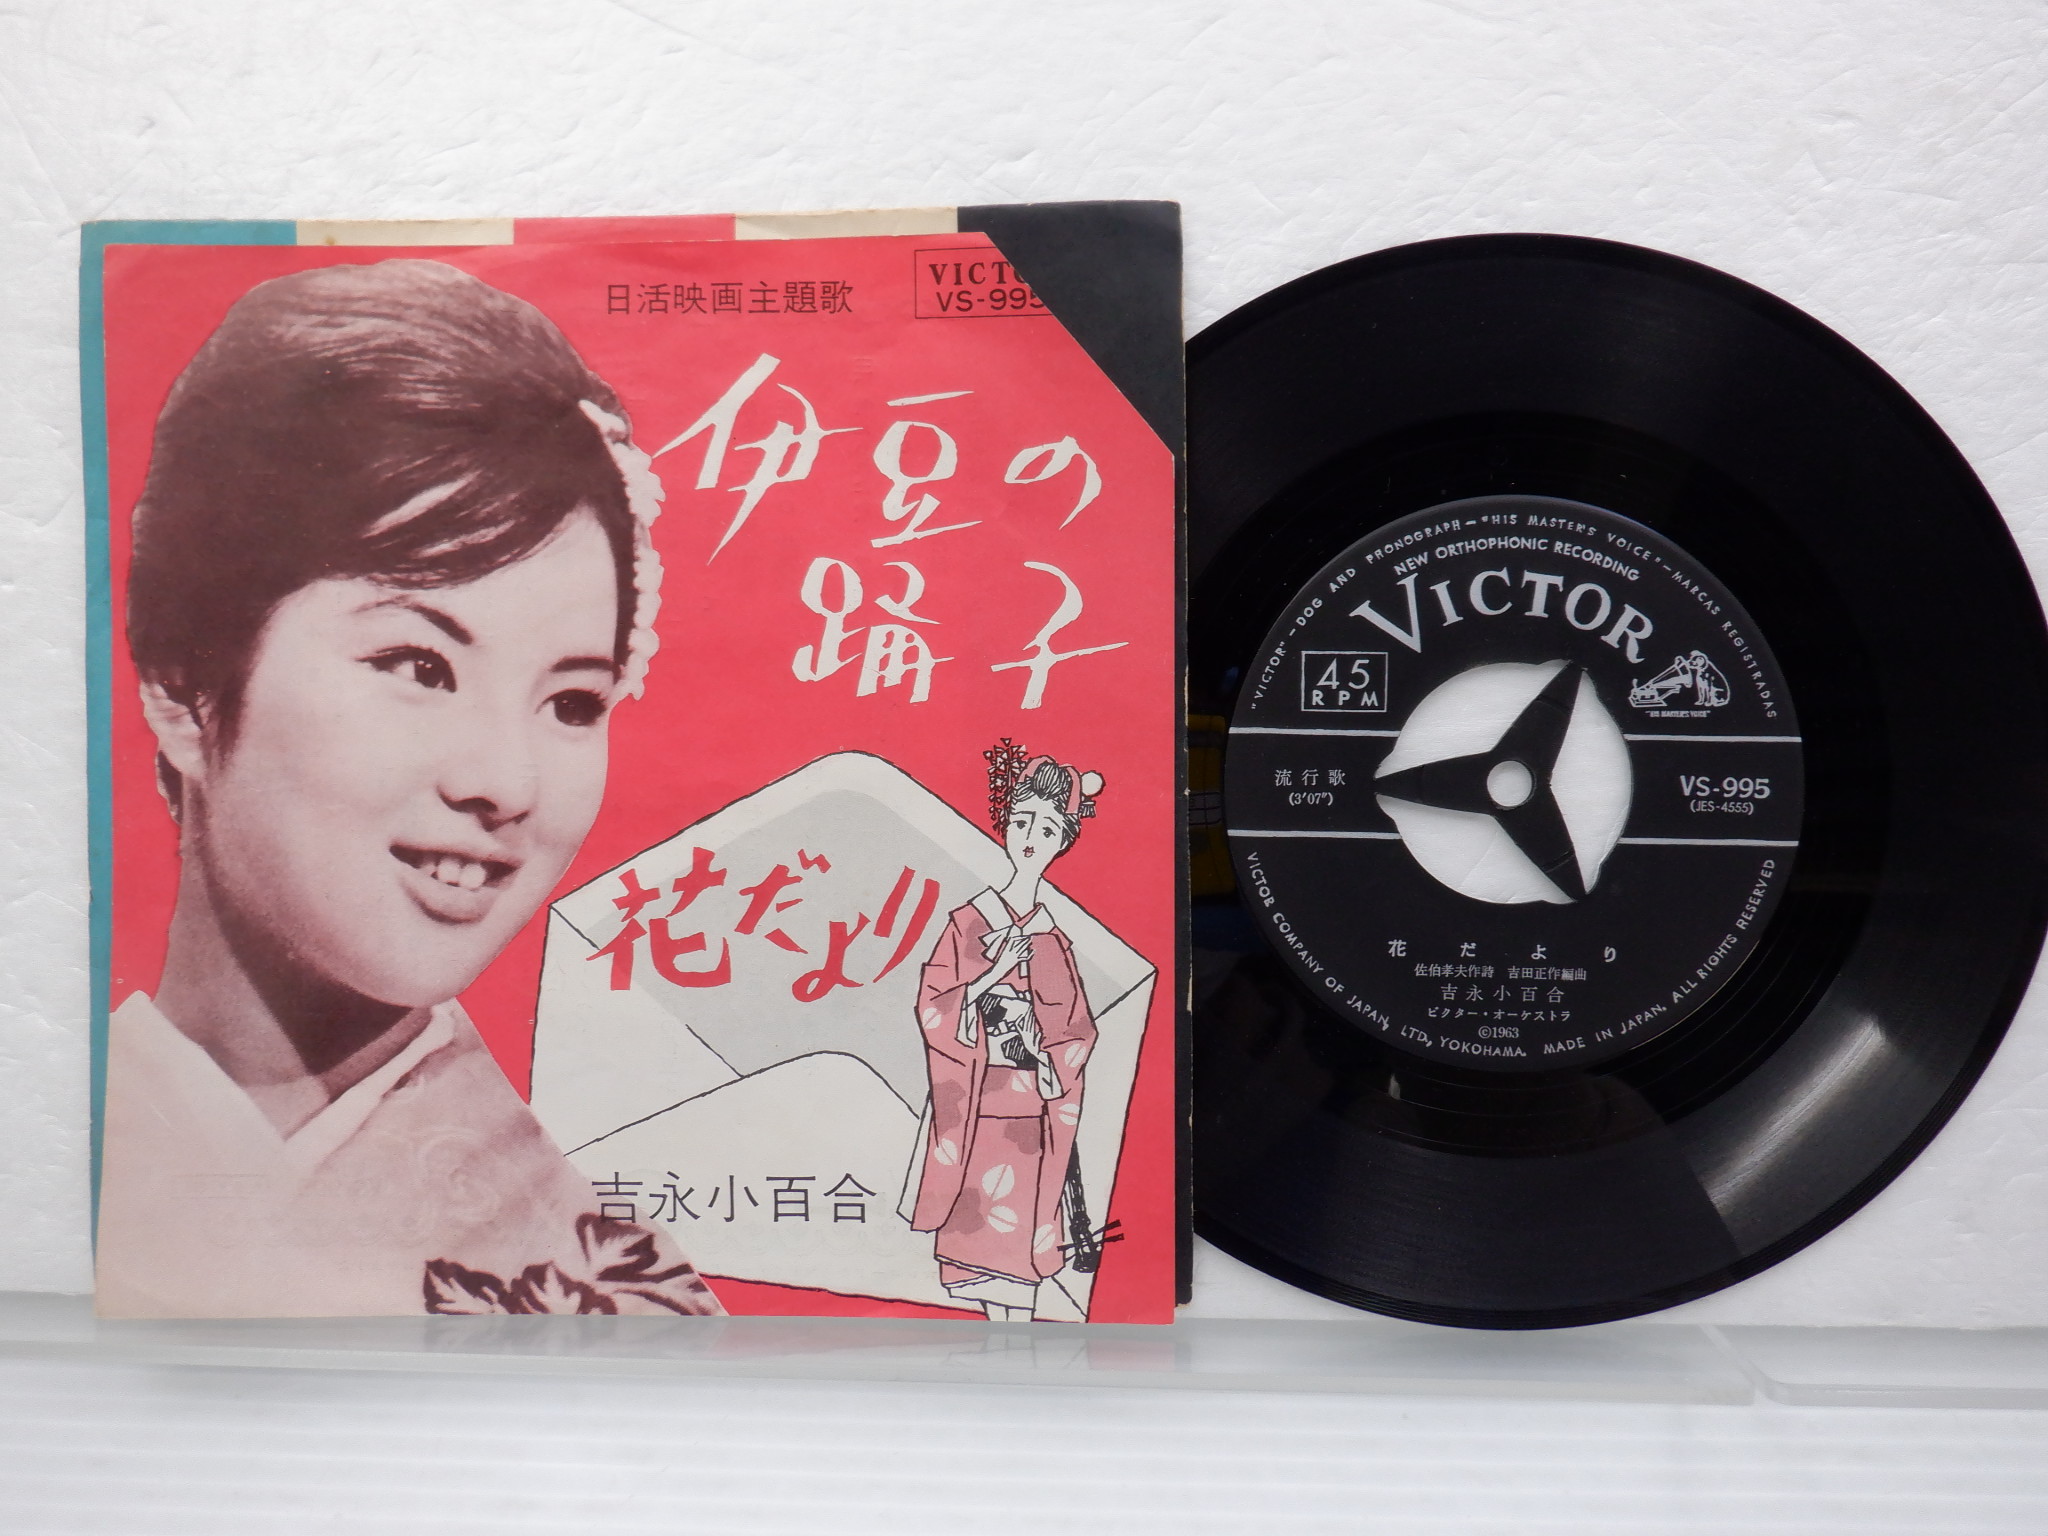 日活映画主題歌
VICTO
VS-995
伊豆の
踊子
花だより
吉永小百合
"VICTOR"-DOG AND PHONOGRAPH-"HIS MASTER'S VOICE"-MARCAS REGISTRADAS
NEW ORTHOPHONIC RECORDING
VICTOR
45
RPM
"HIS MASTER'S VOICE"
流行歌
(3'07")
VS-995
(JES-4555)
花だより
佐伯孝夫作詩 吉田正作編曲
吉永小百合
ビクター・オーケストラ
©1963
VICTOR COMPANY OF JAPAN, LTD., YOKOHAMA. MADE IN JAPAN, ALL RIGHTS RESERVED